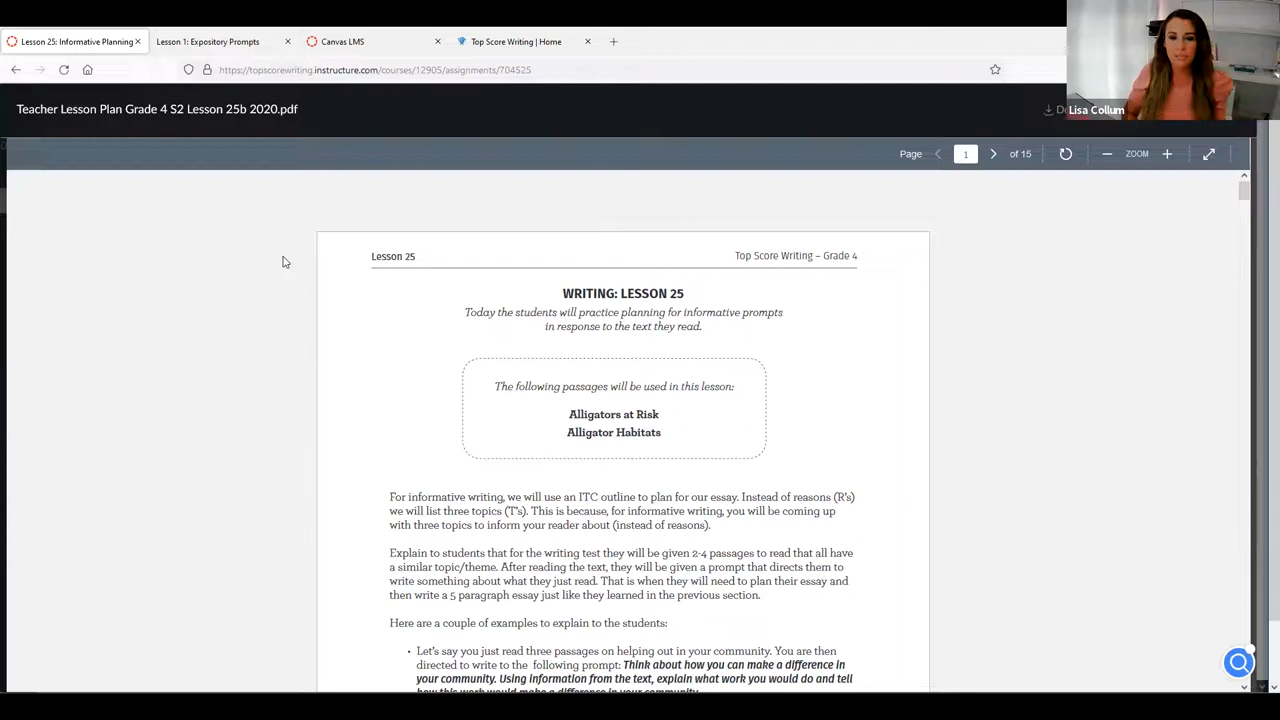 Lesson 25: Informative Planning
Lesson 1: Expository Prompts
Canvas LMS
Top Score Writing | Home
https://topscorewriting.instructure.com/courses/12905/assignments/704525
Lisa Collum
Teacher Lesson Plan Grade 4 S2 Lesson 25b 2020.pdf
Page 1 of 15 ZOOM
Lesson 25
Top Score Writing – Grade 4
WRITING: LESSON 25
Today the students will practice planning for informative prompts
in response to the text they read.
The following passages will be used in this lesson:
Alligators at Risk
Alligator Habitats
For informative writing, we will use an ITC outline to plan for our essay. Instead of reasons (R's)
we will list three topics (T's). This is because, for informative writing, you will be coming up
with three topics to inform your reader about (instead of reasons).
Explain to students that for the writing test they will be given 2-4 passages to read that all have
a similar topic/theme. After reading the text, they will be given a prompt that directs them to
write something about what they just read. That is when they will need to plan their essay and
then write a 5 paragraph essay just like they learned in the previous section.
Here are a couple of examples to explain to the students:
• Let's say you just read three passages on helping out in your community. You are then
directed to write to the following prompt: Think about how you can make a difference in
your community. Using information from the text, explain what work you would do and tell
how this work would make a difference in your community.